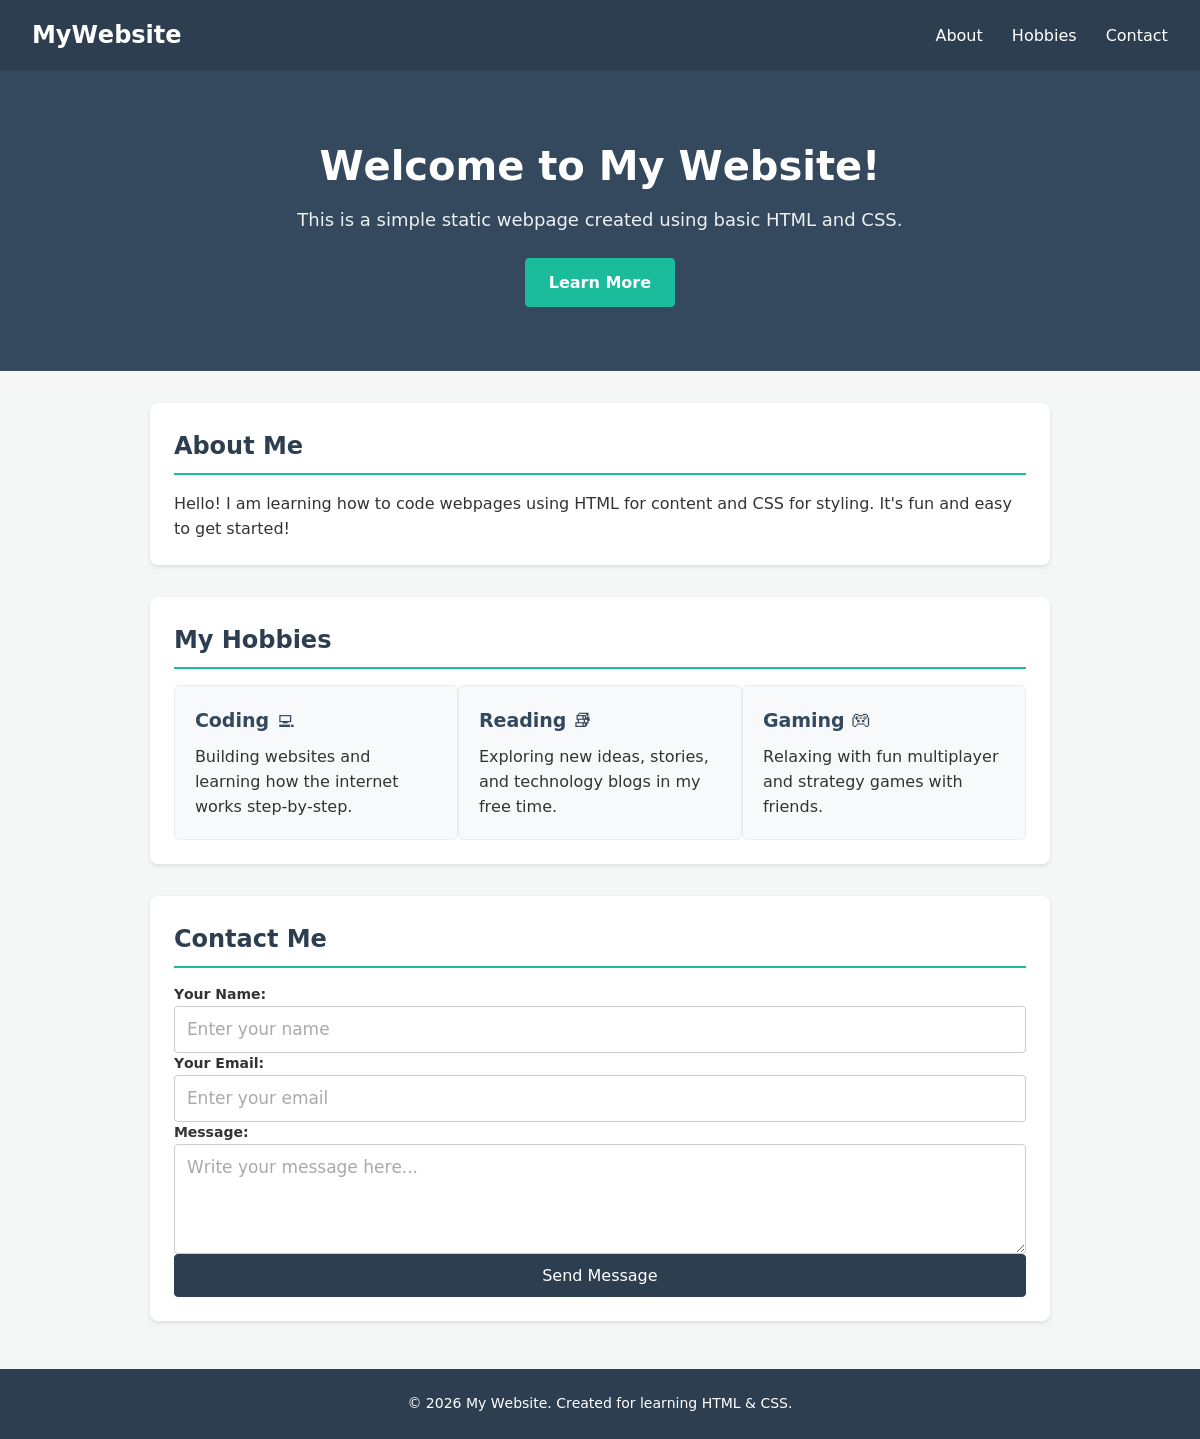 MyWebsite
About
Hobbies
Contact
Welcome to My Website!
This is a simple static webpage created using basic HTML and CSS.
Learn More
About Me
Hello! I am learning how to code webpages using HTML for content and CSS for styling. It's fun and easy
to get started!
My Hobbies
Coding 💻
Building websites and
learning how the internet
works step-by-step.
Reading 📚
Exploring new ideas, stories,
and technology blogs in my
free time.
Gaming 🎮
Relaxing with fun multiplayer
and strategy games with
friends.
Contact Me
Your Name:
Enter your name
Your Email:
Enter your email
Message:
Write your message here...
Send Message
© 2026 My Website. Created for learning HTML & CSS.